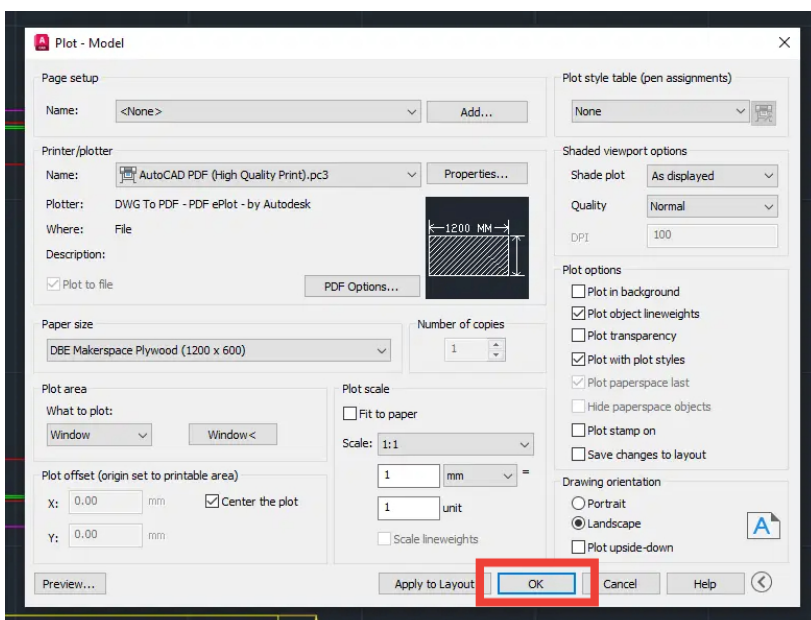 Plot - Model
Page setup
Name: <None> Add...
Plot style table (pen assignments)
None
Printer/plotter
Name: AutoCAD PDF (High Quality Print).pc3 Properties...
Plotter: DWG To PDF - PDF ePlot - by Autodesk
Where: File
Description:
Plot to file
PDF Options...
1200 MM
Shaded viewport options
Shade plot As displayed
Quality Normal
DPI 100
Paper size
DBE Makerspace Plywood (1200 x 600)
Number of copies
1
Plot area
What to plot:
Window Window<
Plot scale
Fit to paper
Scale: 1:1
1 mm =
1 unit
Scale lineweights
Plot offset (origin set to printable area)
X: 0.00 mm Center the plot
Y: 0.00 mm
Plot options
Plot in background
Plot object lineweights
Plot transparency
Plot with plot styles
Plot paperspace last
Hide paperspace objects
Plot stamp on
Save changes to layout
Drawing orientation
Portrait
Landscape
Plot upside-down
A
Preview... Apply to Layout OK Cancel Help